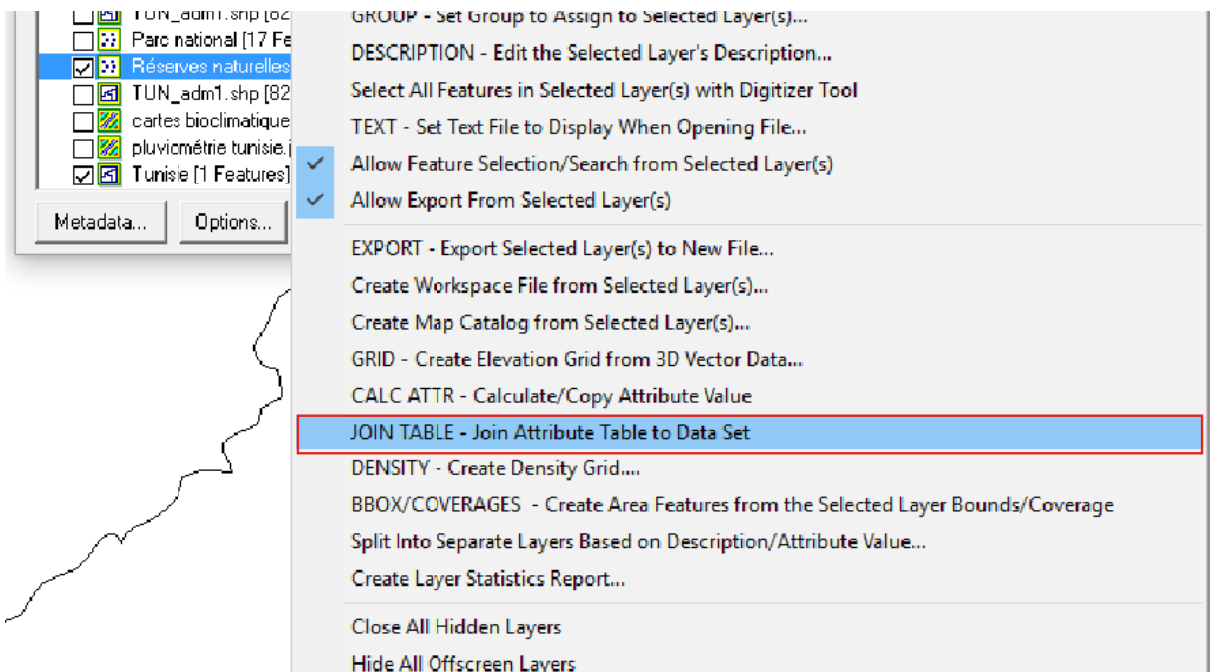 TUN_adm1.shp [82
Parc national [17 Fe
Réserves naturelles
TUN_adm1.shp [82
cartes bioclimatique
pluviométrie tunisie.j
Tunisie [1 Features]
Metadata...
Options...
GROUP - Set Group to Assign to Selected Layer(s)...
DESCRIPTION - Edit the Selected Layer's Description...
Select All Features in Selected Layer(s) with Digitizer Tool
TEXT - Set Text File to Display When Opening File...
Allow Feature Selection/Search from Selected Layer(s)
Allow Export From Selected Layer(s)
EXPORT - Export Selected Layer(s) to New File...
Create Workspace File from Selected Layer(s)...
Create Map Catalog from Selected Layer(s)...
GRID - Create Elevation Grid from 3D Vector Data...
CALC ATTR - Calculate/Copy Attribute Value
JOIN TABLE - Join Attribute Table to Data Set
DENSITY - Create Density Grid....
BBOX/COVERAGES - Create Area Features from the Selected Layer Bounds/Coverage
Split Into Separate Layers Based on Description/Attribute Value...
Create Layer Statistics Report...
Close All Hidden Layers
Hide All Offscreen Layers